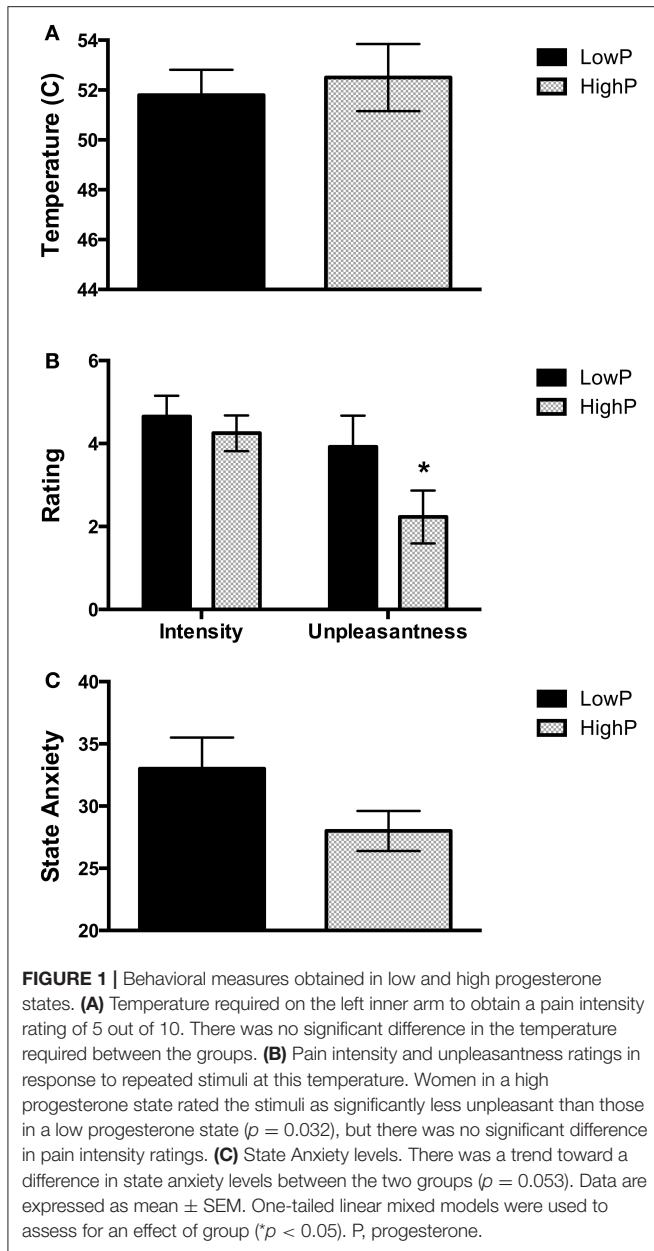 A
54
52
50
48
46
44
Temperature (C)
LowP
HighP
B
6
4
2
0
Rating
*
Intensity Unpleasantness
LowP
HighP
C
40
35
30
25
20
State Anxiety
LowP
HighP
FIGURE 1 | Behavioral measures obtained in low and high progesterone
states. (A) Temperature required on the left inner arm to obtain a pain intensity
rating of 5 out of 10. There was no significant difference in the temperature
required between the groups. (B) Pain intensity and unpleasantness ratings in
response to repeated stimuli at this temperature. Women in a high
progesterone state rated the stimuli as significantly less unpleasant than those
in a low progesterone state (p = 0.032), but there was no significant difference
in pain intensity ratings. (C) State Anxiety levels. There was a trend toward a
difference in state anxiety levels between the two groups (p = 0.053). Data are
expressed as mean ± SEM. One-tailed linear mixed models were used to
assess for an effect of group (*p < 0.05). P, progesterone.